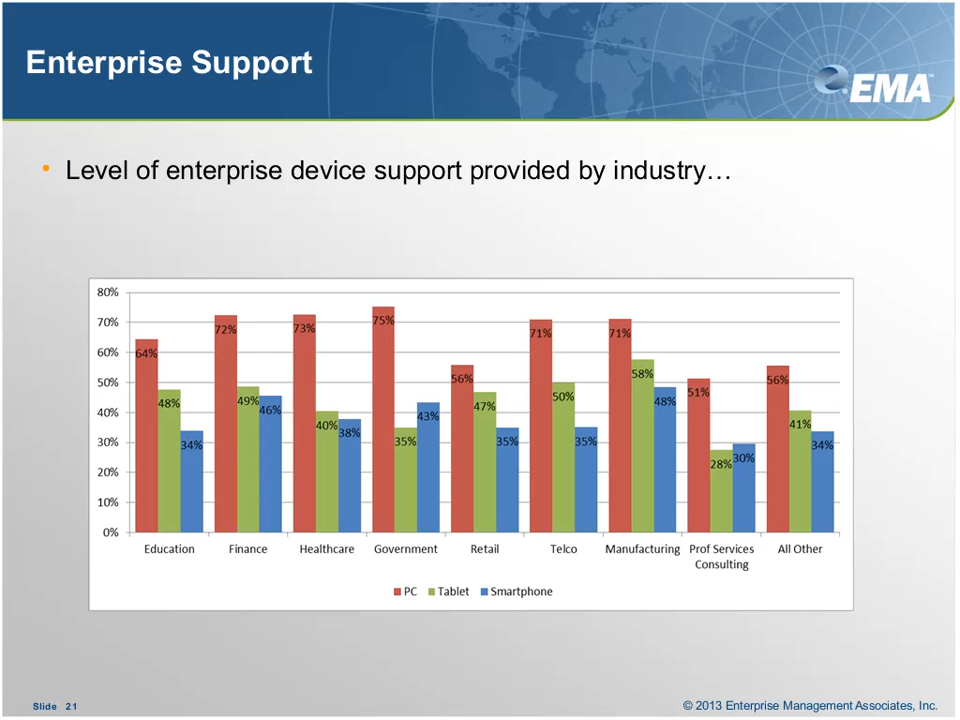 Enterprise Support
EMA™
• Level of enterprise device support provided by industry…
80%
70%
60%
50%
40%
30%
20%
10%
0%
64%
48%
34%
72%
49%
46%
73%
40%
38%
75%
35%
43%
56%
47%
35%
71%
50%
35%
71%
58%
48%
51%
28%
30%
56%
41%
34%
Education
Finance
Healthcare
Government
Retail
Telco
Manufacturing
Prof Services
Consulting
All Other
PC
Tablet
Smartphone
Slide 21
© 2013 Enterprise Management Associates, Inc.